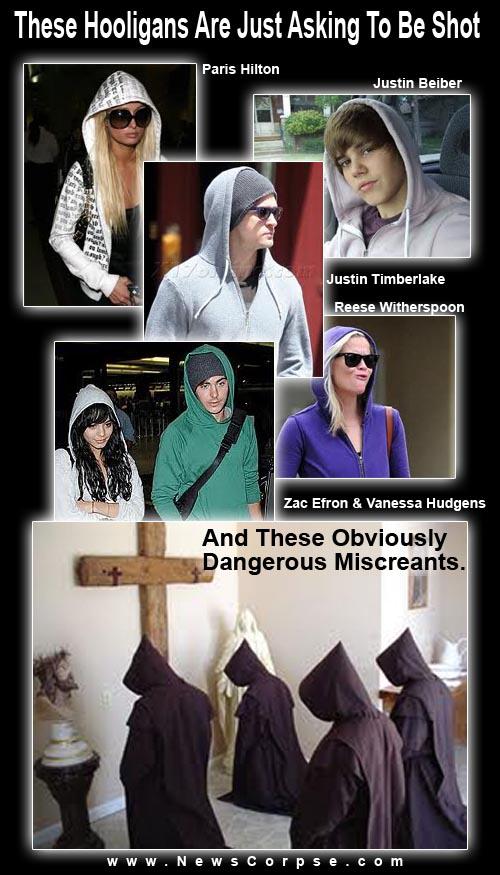 These Hooligans Are Just Asking To Be Shot
Paris Hilton
Justin Beiber
Justin Timberlake
Reese Witherspoon
Zac Efron & Vanessa Hudgens
And These Obviously
Dangerous Miscreants.
www.NewsCorpse.com